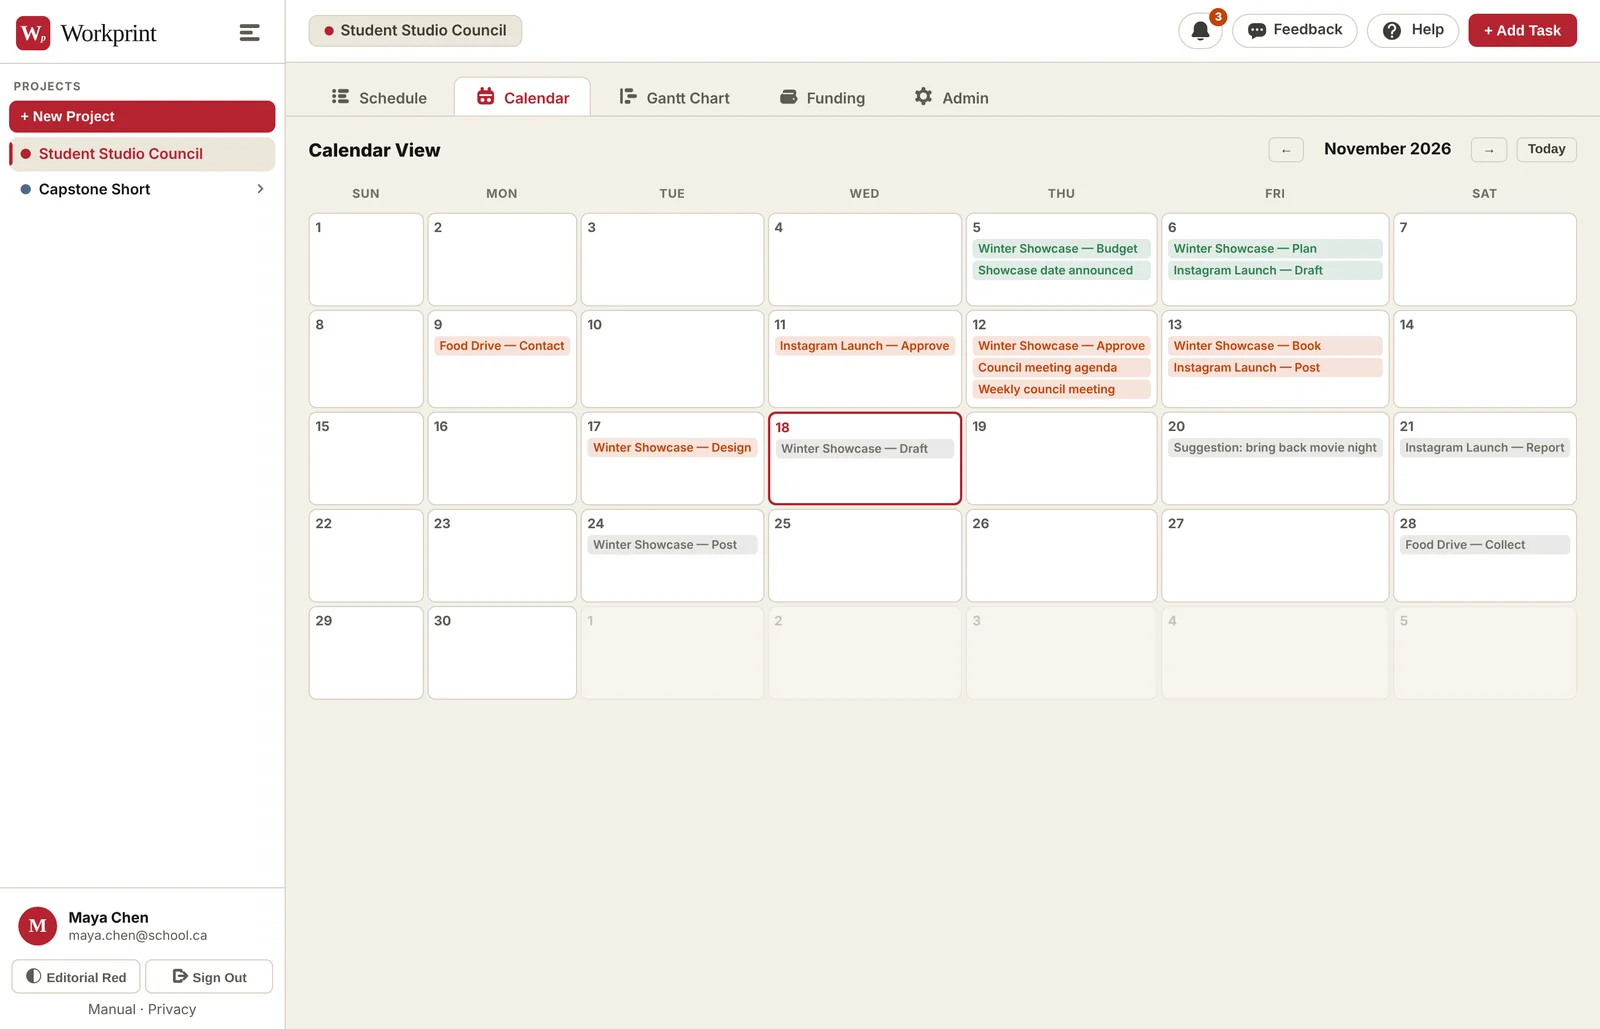 Wp Workprint
Student Studio Council
3
Feedback
Help
+ Add Task
PROJECTS
+ New Project
Student Studio Council
Capstone Short
Schedule
Calendar
Gantt Chart
Funding
Admin
Calendar View
← November 2026 → Today
SUN MON TUE WED THU FRI SAT
1
2
3
4
5
Winter Showcase — Budget
Showcase date announced
6
Winter Showcase — Plan
Instagram Launch — Draft
7
8
9
Food Drive — Contact
10
11
Instagram Launch — Approve
12
Winter Showcase — Approve
Council meeting agenda
Weekly council meeting
13
Winter Showcase — Book
Instagram Launch — Post
14
15
16
17
Winter Showcase — Design
18
Winter Showcase — Draft
19
20
Suggestion: bring back movie night
21
Instagram Launch — Report
22
23
24
Winter Showcase — Post
25
26
27
28
Food Drive — Collect
29
30
1
2
3
4
5
M
Maya Chen
maya.chen@school.ca
Editorial Red
Sign Out
Manual · Privacy